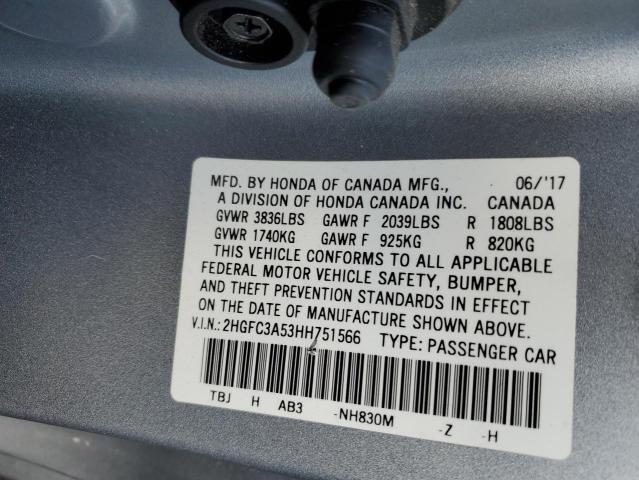 MFD. BY HONDA OF CANADA MFG., 06/'17
A DIVISION OF HONDA CANADA INC. CANADA
GVWR 3836LBS GAWR F 2039LBS R 1808LBS
GVWR 1740KG GAWR F 925KG R 820KG
THIS VEHICLE CONFORMS TO ALL APPLICABLE
FEDERAL MOTOR VEHICLE SAFETY, BUMPER,
AND THEFT PREVENTION STANDARDS IN EFFECT
ON THE DATE OF MANUFACTURE SHOWN ABOVE.
V.I.N.: 2HGFC3A53HH751566 TYPE: PASSENGER CAR
TBJ H AB3 -NH830M -Z -H